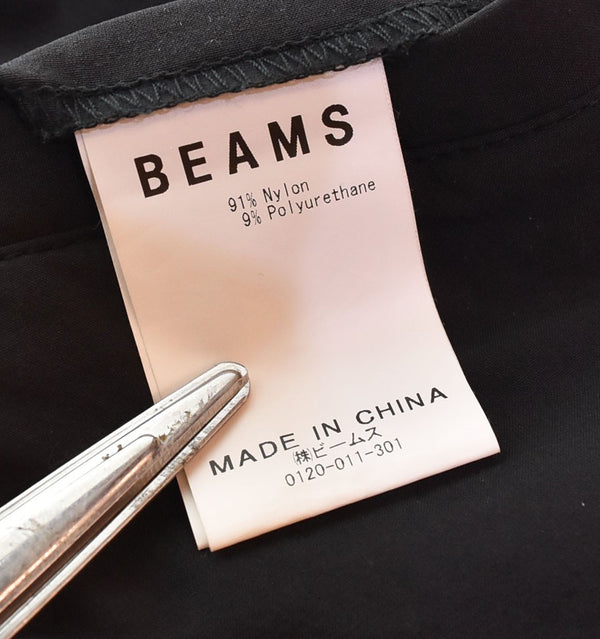 BEAMS
91% Nylon
9% Polyurethane
MADE IN CHINA
㈱ビームス
0120-011-301